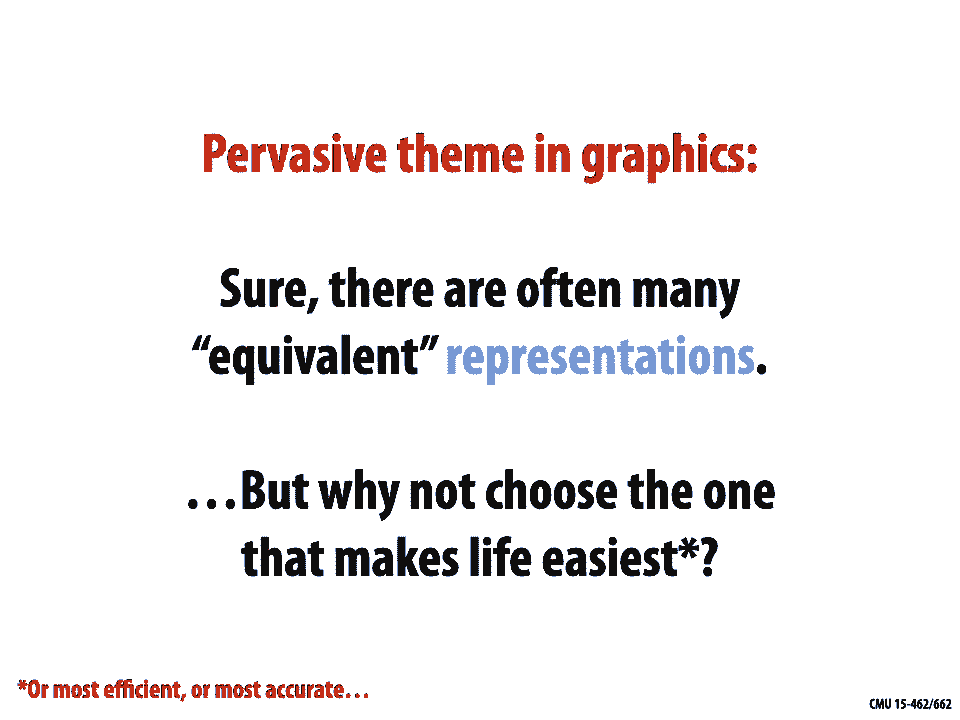 Pervasive theme in graphics:
Sure, there are often many
“equivalent” representations.
…But why not choose the one
that makes life easiest*?
*Or most efficient, or most accurate…
CMU 15-462/662